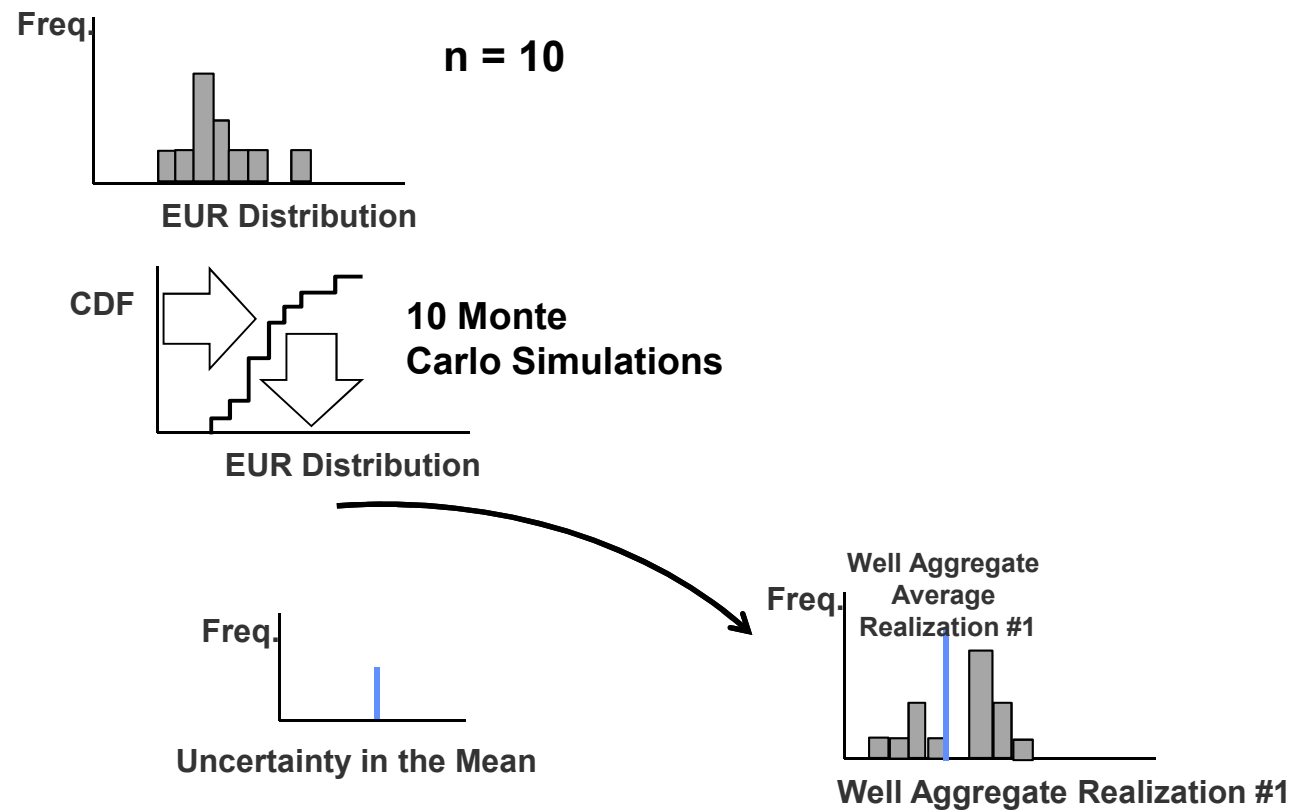 Freq.
n = 10
EUR Distribution
CDF
10 Monte
Carlo Simulations
EUR Distribution
Well Aggregate
Average
Realization #1
Freq.
Freq.
Uncertainty in the Mean
Well Aggregate Realization #1